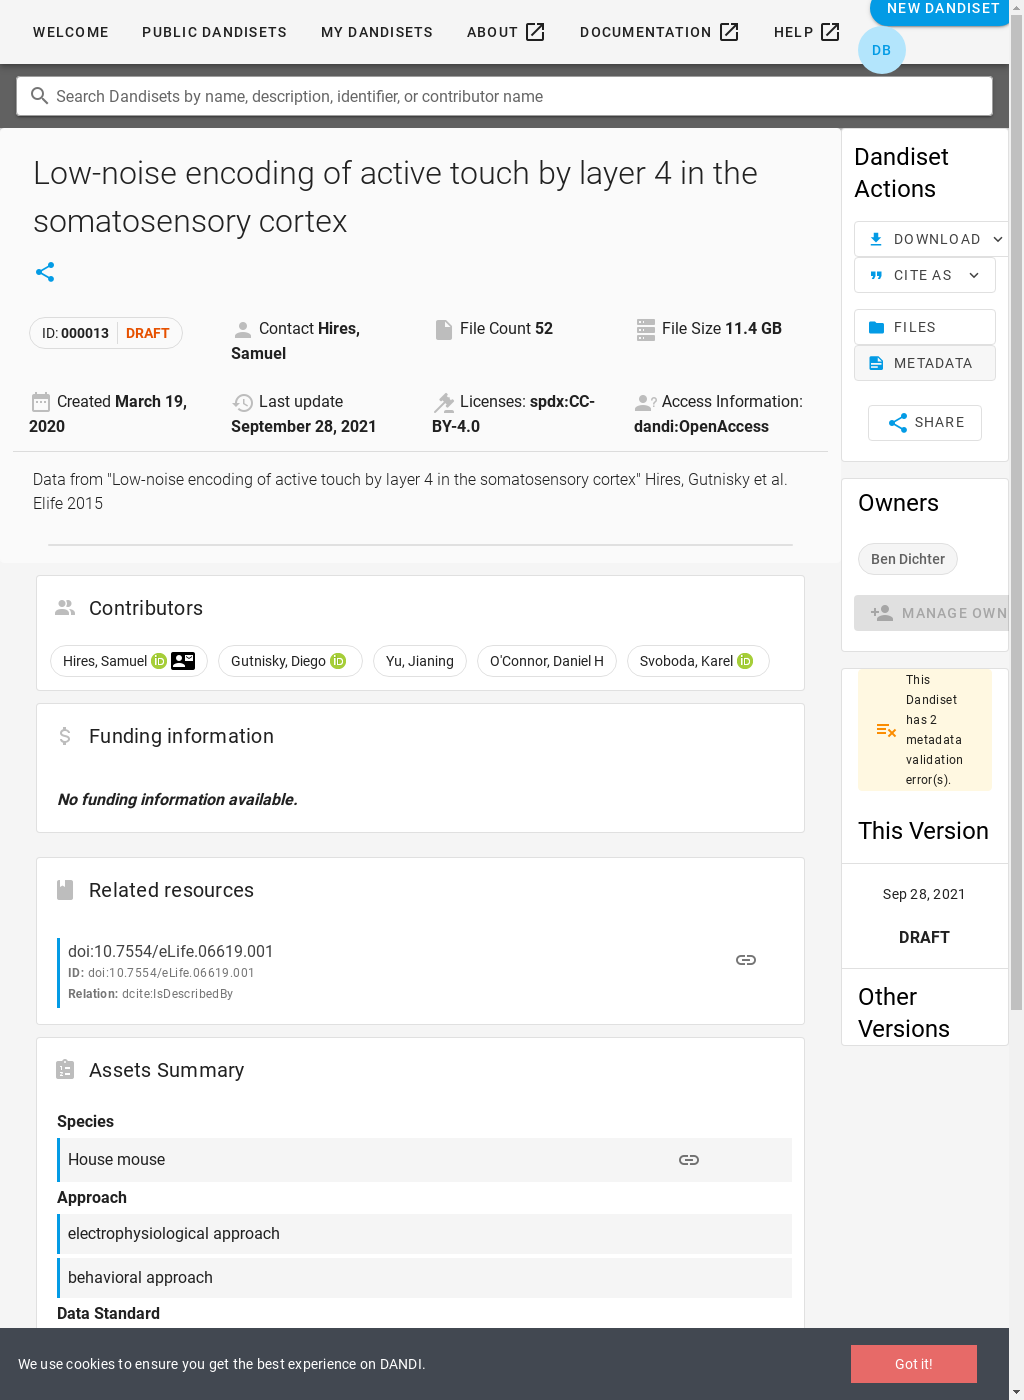 WELCOME
PUBLIC DANDISETS
MY DANDISETS
ABOUT
DOCUMENTATION
HELP
NEW DANDISET
DB
Search Dandisets by name, description, identifier, or contributor name
Low-noise encoding of active touch by layer 4 in the
somatosensory cortex
ID: 000013 DRAFT
Contact Hires,
Samuel
File Count 52
File Size 11.4 GB
Created March 19,
2020
Last update
September 28, 2021
Licenses: spdx:CC-
BY-4.0
Access Information:
dandi:OpenAccess
Data from "Low-noise encoding of active touch by layer 4 in the somatosensory cortex" Hires, Gutnisky et al.
Elife 2015
Contributors
Hires, Samuel iD
Gutnisky, Diego iD
Yu, Jianing
O'Connor, Daniel H
Svoboda, Karel iD
Funding information
No funding information available.
Related resources
doi:10.7554/eLife.06619.001
ID: doi:10.7554/eLife.06619.001
Relation: dcite:IsDescribedBy
Assets Summary
Species
House mouse
Approach
electrophysiological approach
behavioral approach
Data Standard
Dandiset
Actions
DOWNLOAD
CITE AS
FILES
METADATA
SHARE
Owners
Ben Dichter
MANAGE OWN
This
Dandiset
has 2
metadata
validation
error(s).
This Version
Sep 28, 2021
DRAFT
Other
Versions
We use cookies to ensure you get the best experience on DANDI.
Got it!